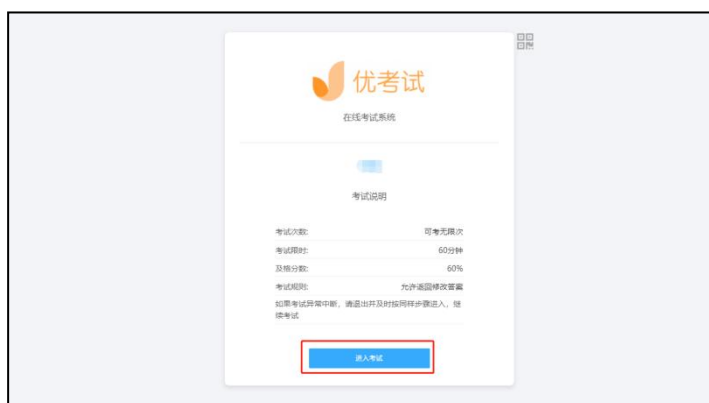 优考试
在线考试系统
考试说明
考试次数: 可考无限次
考试限时: 60分钟
及格分数: 60%
考试规则: 允许返回修改答案
如果考试异常中断，请退出并及时按同样步骤进入，继
续考试
进入考试